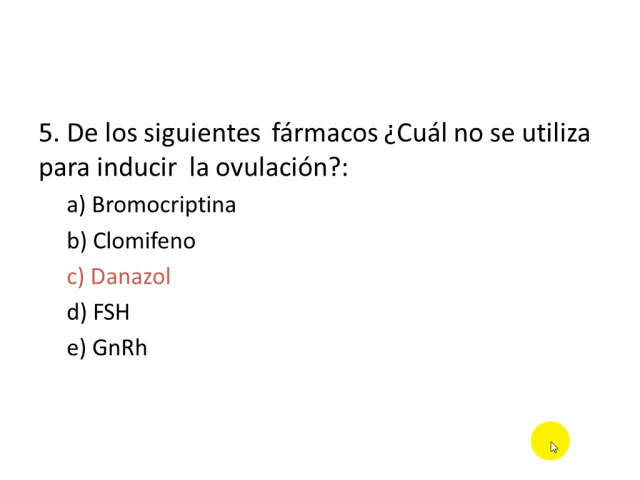 5. De los siguientes fármacos ¿Cuál no se utiliza
para inducir la ovulación?:
a) Bromocriptina
b) Clomifeno
c) Danazol
d) FSH
e) GnRh